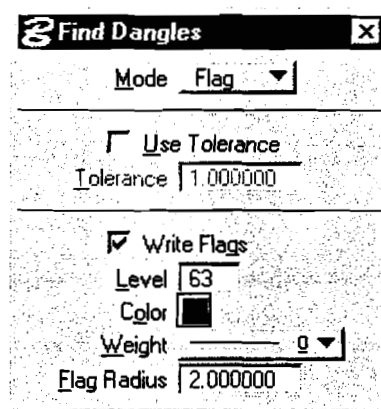 Find Dangles
Mode Flag
Use Tolerance
Tolerance 1.000000
Write Flags
Level 63
Color
Weight 0
Flag Radius 2.000000